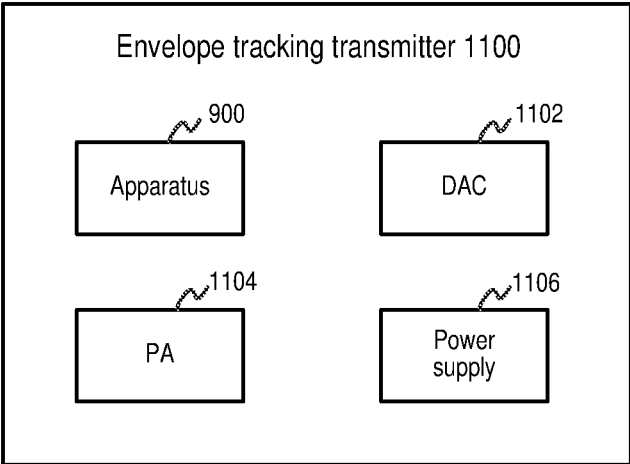 Envelope tracking transmitter 1100
900
1102
Apparatus
DAC
1104
1106
PA
Power
supply